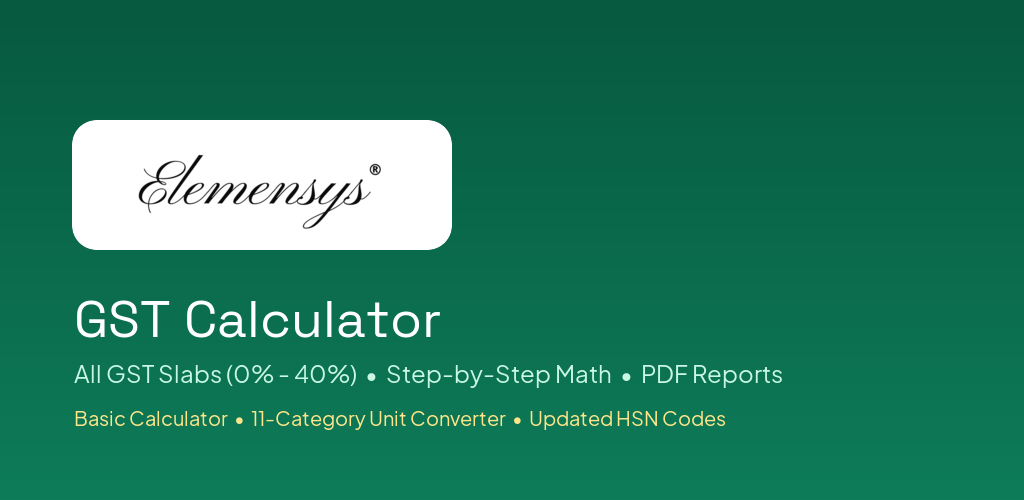 Elemensys®
GST Calculator
All GST Slabs (0% - 40%) • Step-by-Step Math • PDF Reports
Basic Calculator • 11-Category Unit Converter • Updated HSN Codes